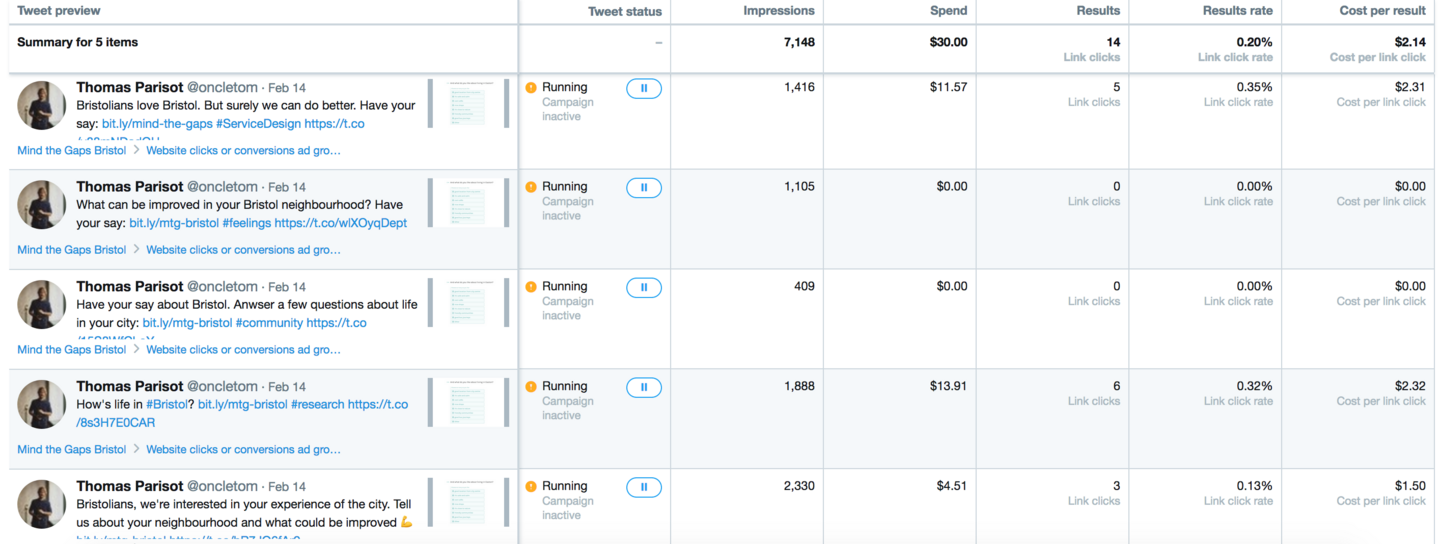 Tweet preview Tweet status Impressions Spend Results Results rate Cost per result
Summary for 5 items – 7,148 $30.00 14 0.20% $2.14
Link clicks Link click rate Cost per link click
Thomas Parisot @oncletom · Feb 14 Running 1,416 $11.57 5 0.35% $2.31
Bristolians love Bristol. But surely we can do better. Have your Campaign Link clicks Link click rate Cost per link click
say: bit.ly/mind-the-gaps #ServiceDesign https://t.co inactive
Mind the Gaps Bristol > Website clicks or conversions ad gro…
Thomas Parisot @oncletom · Feb 14 Running 1,105 $0.00 0 0.00% $0.00
What can be improved in your Bristol neighbourhood? Have Campaign Link clicks Link click rate Cost per link click
your say: bit.ly/mtg-bristol #feelings https://t.co/wlXOyqDept inactive
Mind the Gaps Bristol > Website clicks or conversions ad gro…
Thomas Parisot @oncletom · Feb 14 Running 409 $0.00 0 0.00% $0.00
Have your say about Bristol. Anwser a few questions about life Campaign Link clicks Link click rate Cost per link click
in your city: bit.ly/mtg-bristol #community https://t.co inactive
Mind the Gaps Bristol > Website clicks or conversions ad gro…
Thomas Parisot @oncletom · Feb 14 Running 1,888 $13.91 6 0.32% $2.32
How's life in #Bristol? bit.ly/mtg-bristol #research https://t.co Campaign Link clicks Link click rate Cost per link click
/8s3H7E0CAR inactive
Mind the Gaps Bristol > Website clicks or conversions ad gro…
Thomas Parisot @oncletom · Feb 14 Running 2,330 $4.51 3 0.13% $1.50
Bristolians, we're interested in your experience of the city. Tell Campaign Link clicks Link click rate Cost per link click
us about your neighbourhood and what could be improved 💪 inactive